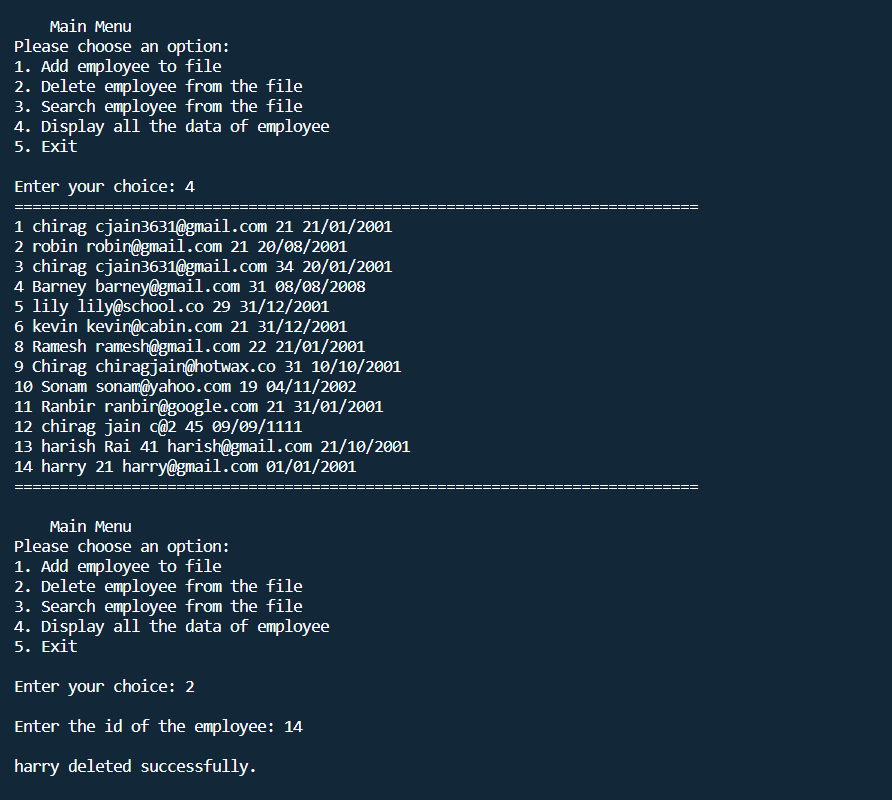 Main Menu
Please choose an option:
1. Add employee to file
2. Delete employee from the file
3. Search employee from the file
4. Display all the data of employee
5. Exit
Enter your choice: 4
============================================================================
1 chirag cjain3631@gmail.com 21 21/01/2001
2 robin robin@gmail.com 21 20/08/2001
3 chirag cjain3631@gmail.com 34 20/01/2001
4 Barney barney@gmail.com 31 08/08/2008
5 lily lily@school.co 29 31/12/2001
6 kevin kevin@cabin.com 21 31/12/2001
8 Ramesh ramesh@gmail.com 22 21/01/2001
9 Chirag chiragjain@hotwax.co 31 10/10/2001
10 Sonam sonam@yahoo.com 19 04/11/2002
11 Ranbir ranbir@google.com 21 31/01/2001
12 chirag jain c@2 45 09/09/1111
13 harish Rai 41 harish@gmail.com 21/10/2001
14 harry 21 harry@gmail.com 01/01/2001
============================================================================
Main Menu
Please choose an option:
1. Add employee to file
2. Delete employee from the file
3. Search employee from the file
4. Display all the data of employee
5. Exit
Enter your choice: 2
Enter the id of the employee: 14
harry deleted successfully.